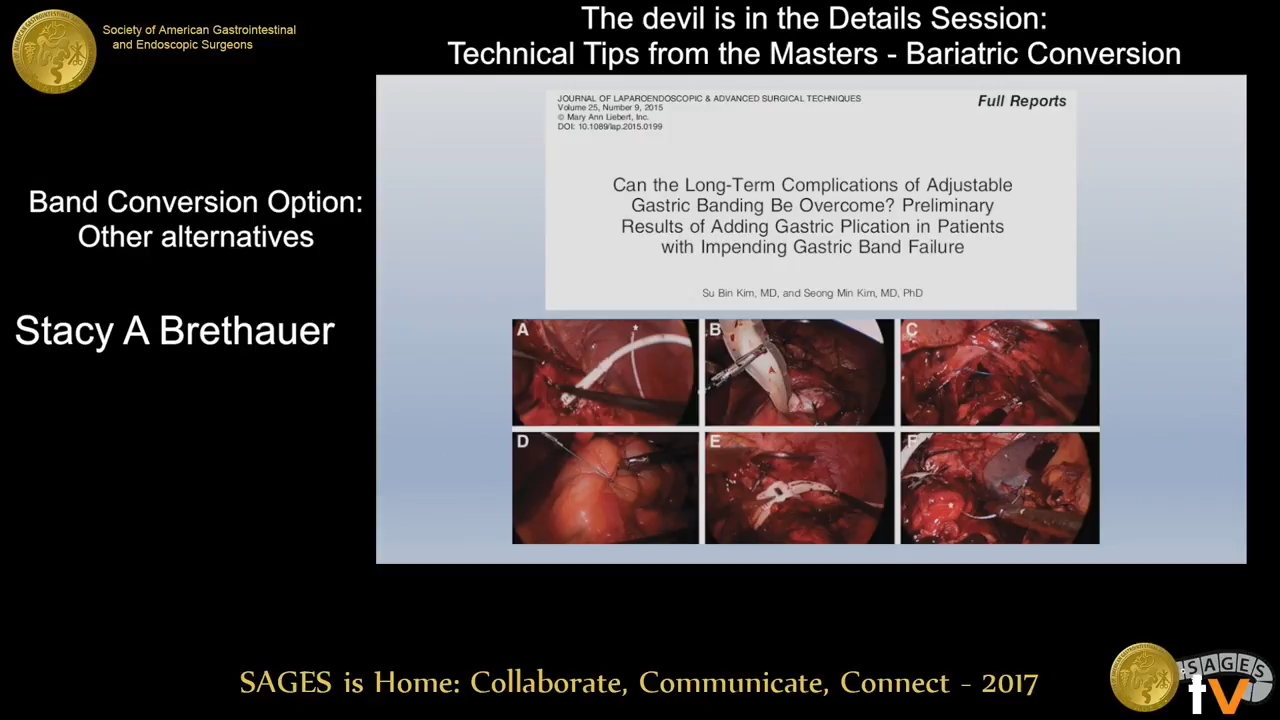 Society of American Gastrointestinal
and Endoscopic Surgeons
The devil is in the Details Session:
Technical Tips from the Masters - Bariatric Conversion
Band Conversion Option:
Other alternatives
Stacy A Brethauer
JOURNAL OF LAPAROENDOSCOPIC & ADVANCED SURGICAL TECHNIQUES
Volume 25, Number 9, 2015
© Mary Ann Liebert, Inc.
DOI: 10.1089/lap.2015.0199
Full Reports
Can the Long-Term Complications of Adjustable
Gastric Banding Be Overcome? Preliminary
Results of Adding Gastric Plication in Patients
with Impending Gastric Band Failure
Su Bin Kim, MD, and Seong Min Kim, MD, PhD
A
B
C
D
E
F
SAGES is Home: Collaborate, Communicate, Connect - 2017
SAGES
tv